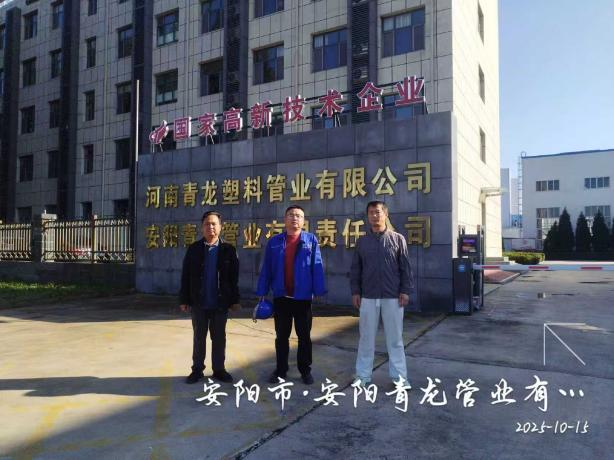 国家高新技术企业
河南青龙塑料管业有限公司
安阳青 管业有 责任 司
安阳市·安阳青龙管业有…
2025-10-15